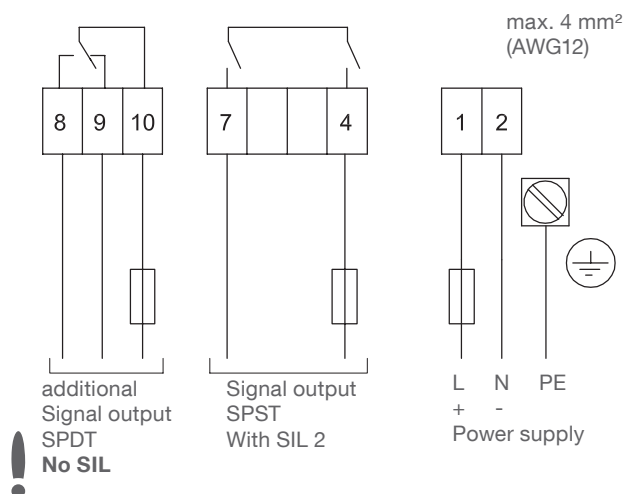 max. 4 mm²
(AWG12)
8 9 10
7 4
1 2
additional
Signal output
SPDT
No SIL
Signal output
SPST
With SIL 2
L N PE
+ -
Power supply